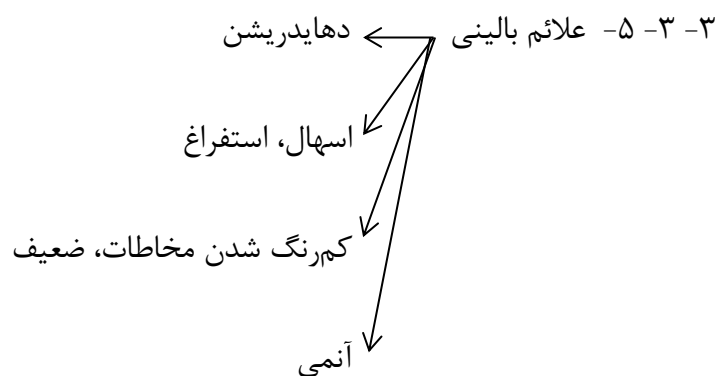 ۳- ۳- ۵- علائم بالینی
دهایدریشن
اسهال، استفراغ
کم‌رنگ شدن مخاطات، ضعیف
آنمی